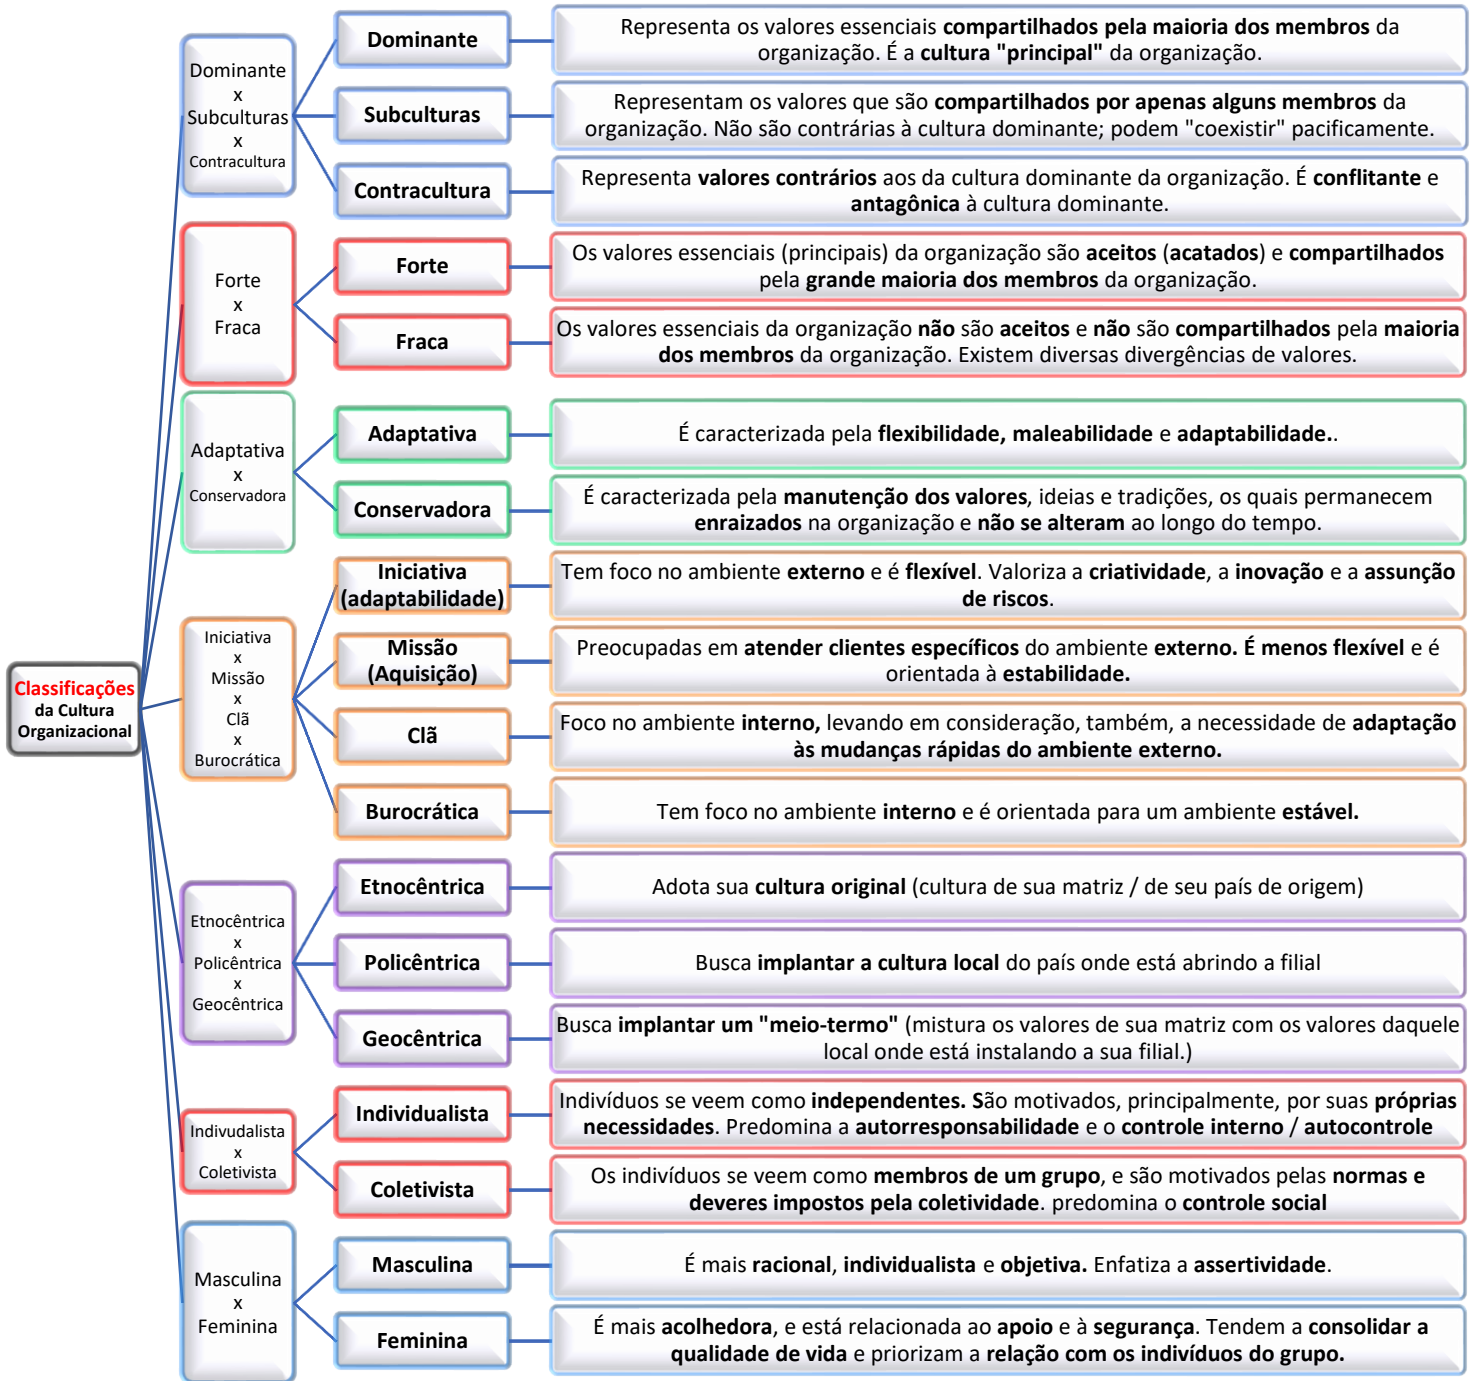 Classificações
da Cultura
Organizacional
Dominante
x
Subculturas
x
Contracultura
Dominante
Representa os valores essenciais compartilhados pela maioria dos membros da
organização. É a cultura "principal" da organização.
Subculturas
Representam os valores que são compartilhados por apenas alguns membros da
organização. Não são contrárias à cultura dominante; podem "coexistir" pacificamente.
Contracultura
Representa valores contrários aos da cultura dominante da organização. É conflitante e
antagônica à cultura dominante.
Forte
x
Fraca
Forte
Os valores essenciais (principais) da organização são aceitos (acatados) e compartilhados
pela grande maioria dos membros da organização.
Fraca
Os valores essenciais da organização não são aceitos e não são compartilhados pela maioria
dos membros da organização. Existem diversas divergências de valores.
Adaptativa
x
Conservadora
Adaptativa
É caracterizada pela flexibilidade, maleabilidade e adaptabilidade..
Conservadora
É caracterizada pela manutenção dos valores, ideias e tradições, os quais permanecem
enraizados na organização e não se alteram ao longo do tempo.
Iniciativa
x
Missão
x
Clã
x
Burocrática
Iniciativa
(adaptabilidade)
Tem foco no ambiente externo e é flexível. Valoriza a criatividade, a inovação e a assunção
de riscos.
Missão
(Aquisição)
Preocupadas em atender clientes específicos do ambiente externo. É menos flexível e é
orientada à estabilidade.
Clã
Foco no ambiente interno, levando em consideração, também, a necessidade de adaptação
às mudanças rápidas do ambiente externo.
Burocrática
Tem foco no ambiente interno e é orientada para um ambiente estável.
Etnocêntrica
x
Policêntrica
x
Geocêntrica
Etnocêntrica
Adota sua cultura original (cultura de sua matriz / de seu país de origem)
Policêntrica
Busca implantar a cultura local do país onde está abrindo a filial
Geocêntrica
Busca implantar um "meio-termo" (mistura os valores de sua matriz com os valores daquele
local onde está instalando a sua filial.)
Indivudalista
x
Coletivista
Individualista
Indivíduos se veem como independentes. São motivados, principalmente, por suas próprias
necessidades. Predomina a autorresponsabilidade e o controle interno / autocontrole
Coletivista
Os indivíduos se veem como membros de um grupo, e são motivados pelas normas e
deveres impostos pela coletividade. predomina o controle social
Masculina
x
Feminina
Masculina
É mais racional, individualista e objetiva. Enfatiza a assertividade.
Feminina
É mais acolhedora, e está relacionada ao apoio e à segurança. Tendem a consolidar a
qualidade de vida e priorizam a relação com os indivíduos do grupo.